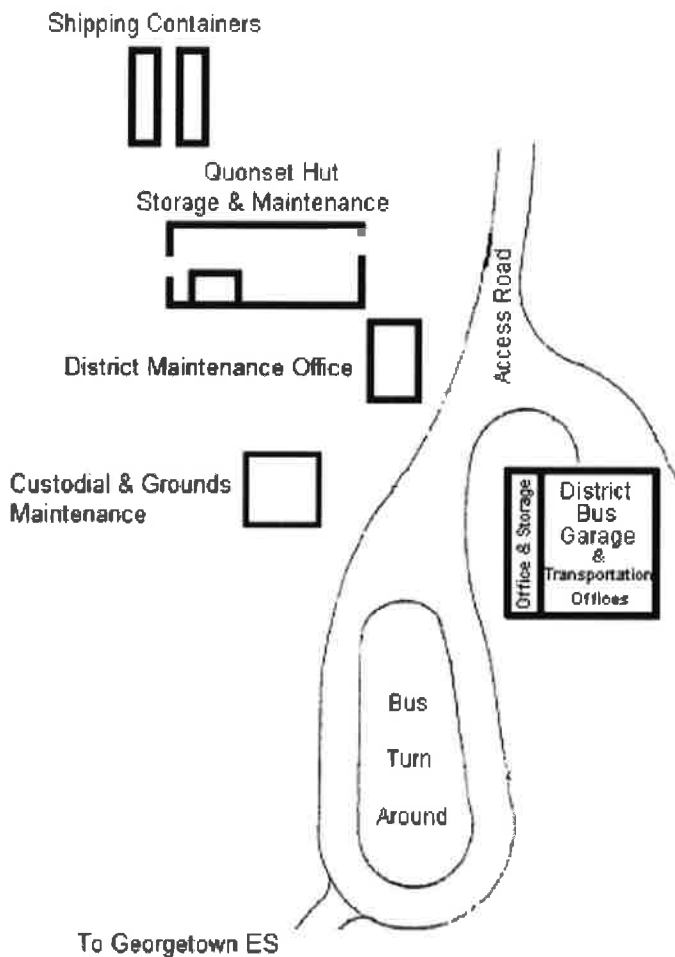 Shipping Containers
Quonset Hut
Storage & Maintenance
Access Road
District Maintenance Office
Custodial & Grounds
Maintenance
Office & Storage
District
Bus
Garage
&
Transportation
Offices
Bus
Turn
Around
To Georgetown ES